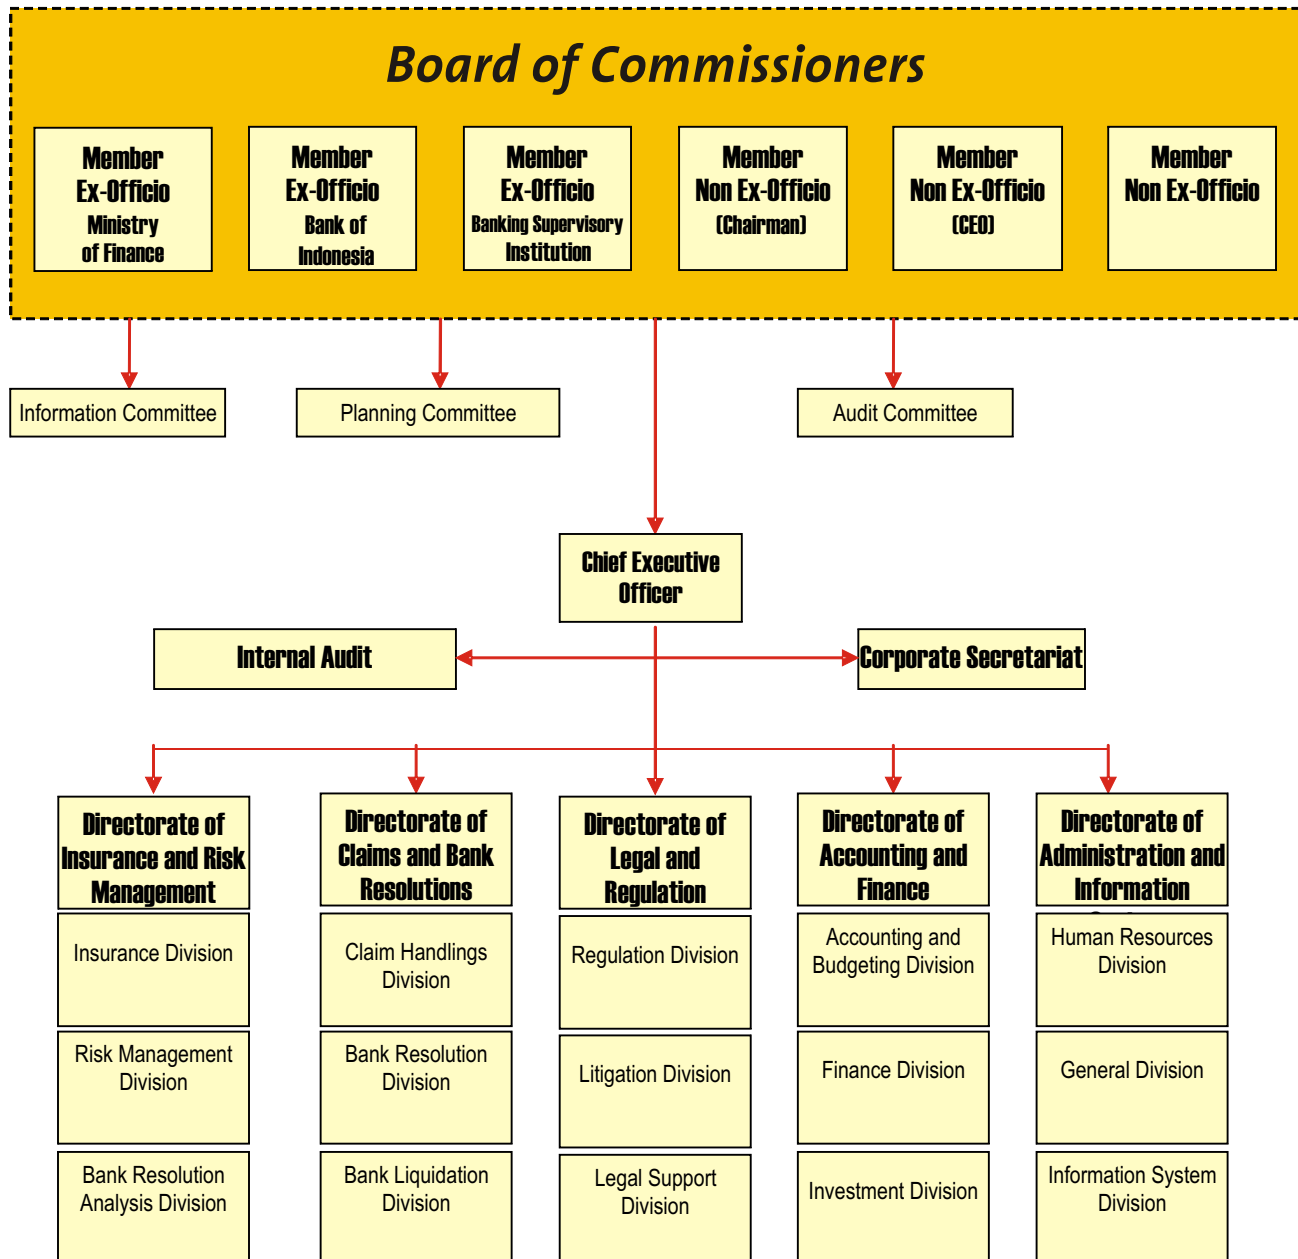 Board of Commissioners
Member
Ex-Officio
Ministry
of Finance
Member
Ex-Officio
Bank of
Indonesia
Member
Ex-Officio
Banking Supervisory
Institution
Member
Non Ex-Officio
(Chairman)
Member
Non Ex-Officio
(CEO)
Member
Non Ex-Officio
Information Committee
Planning Committee
Audit Committee
Chief Executive
Officer
Internal Audit
Corporate Secretariat
Directorate of
Insurance and Risk
Management
Directorate of
Claims and Bank
Resolutions
Directorate of
Legal and
Regulation
Directorate of
Accounting and
Finance
Directorate of
Administration and
Information
Insurance Division
Claim Handlings
Division
Regulation Division
Accounting and
Budgeting Division
Human Resources
Division
Risk Management
Division
Bank Resolution
Division
Litigation Division
Finance Division
General Division
Bank Resolution
Analysis Division
Bank Liquidation
Division
Legal Support
Division
Investment Division
Information System
Division